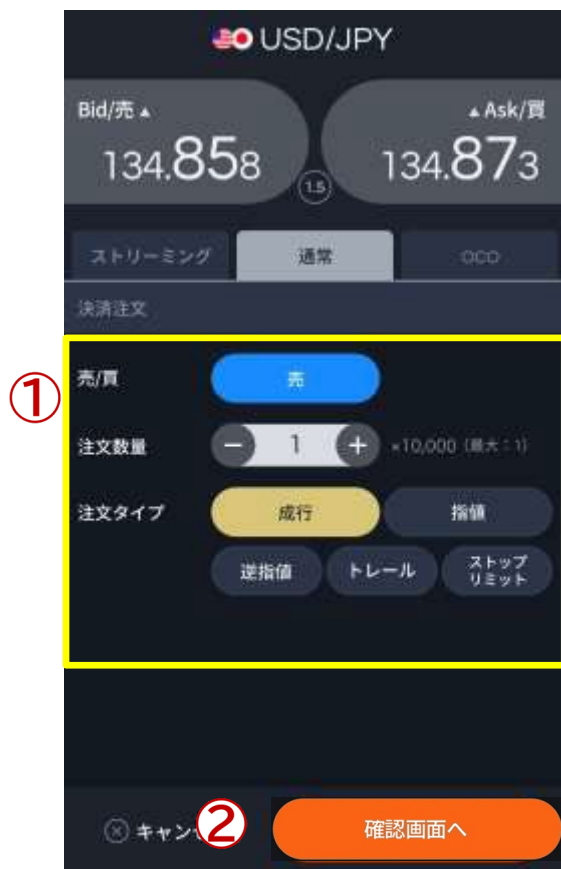 USD/JPY
Bid/売▲ ▲Ask/買
134.858 1.5 134.873
ストリーミング 通常 OCO
決済注文
①
売/買 売
注文数量 − 1 + ×10,000（最大：1）
注文タイプ 成行 指値
逆指値 トレール ストップ
リミット
キャン ② 確認画面へ